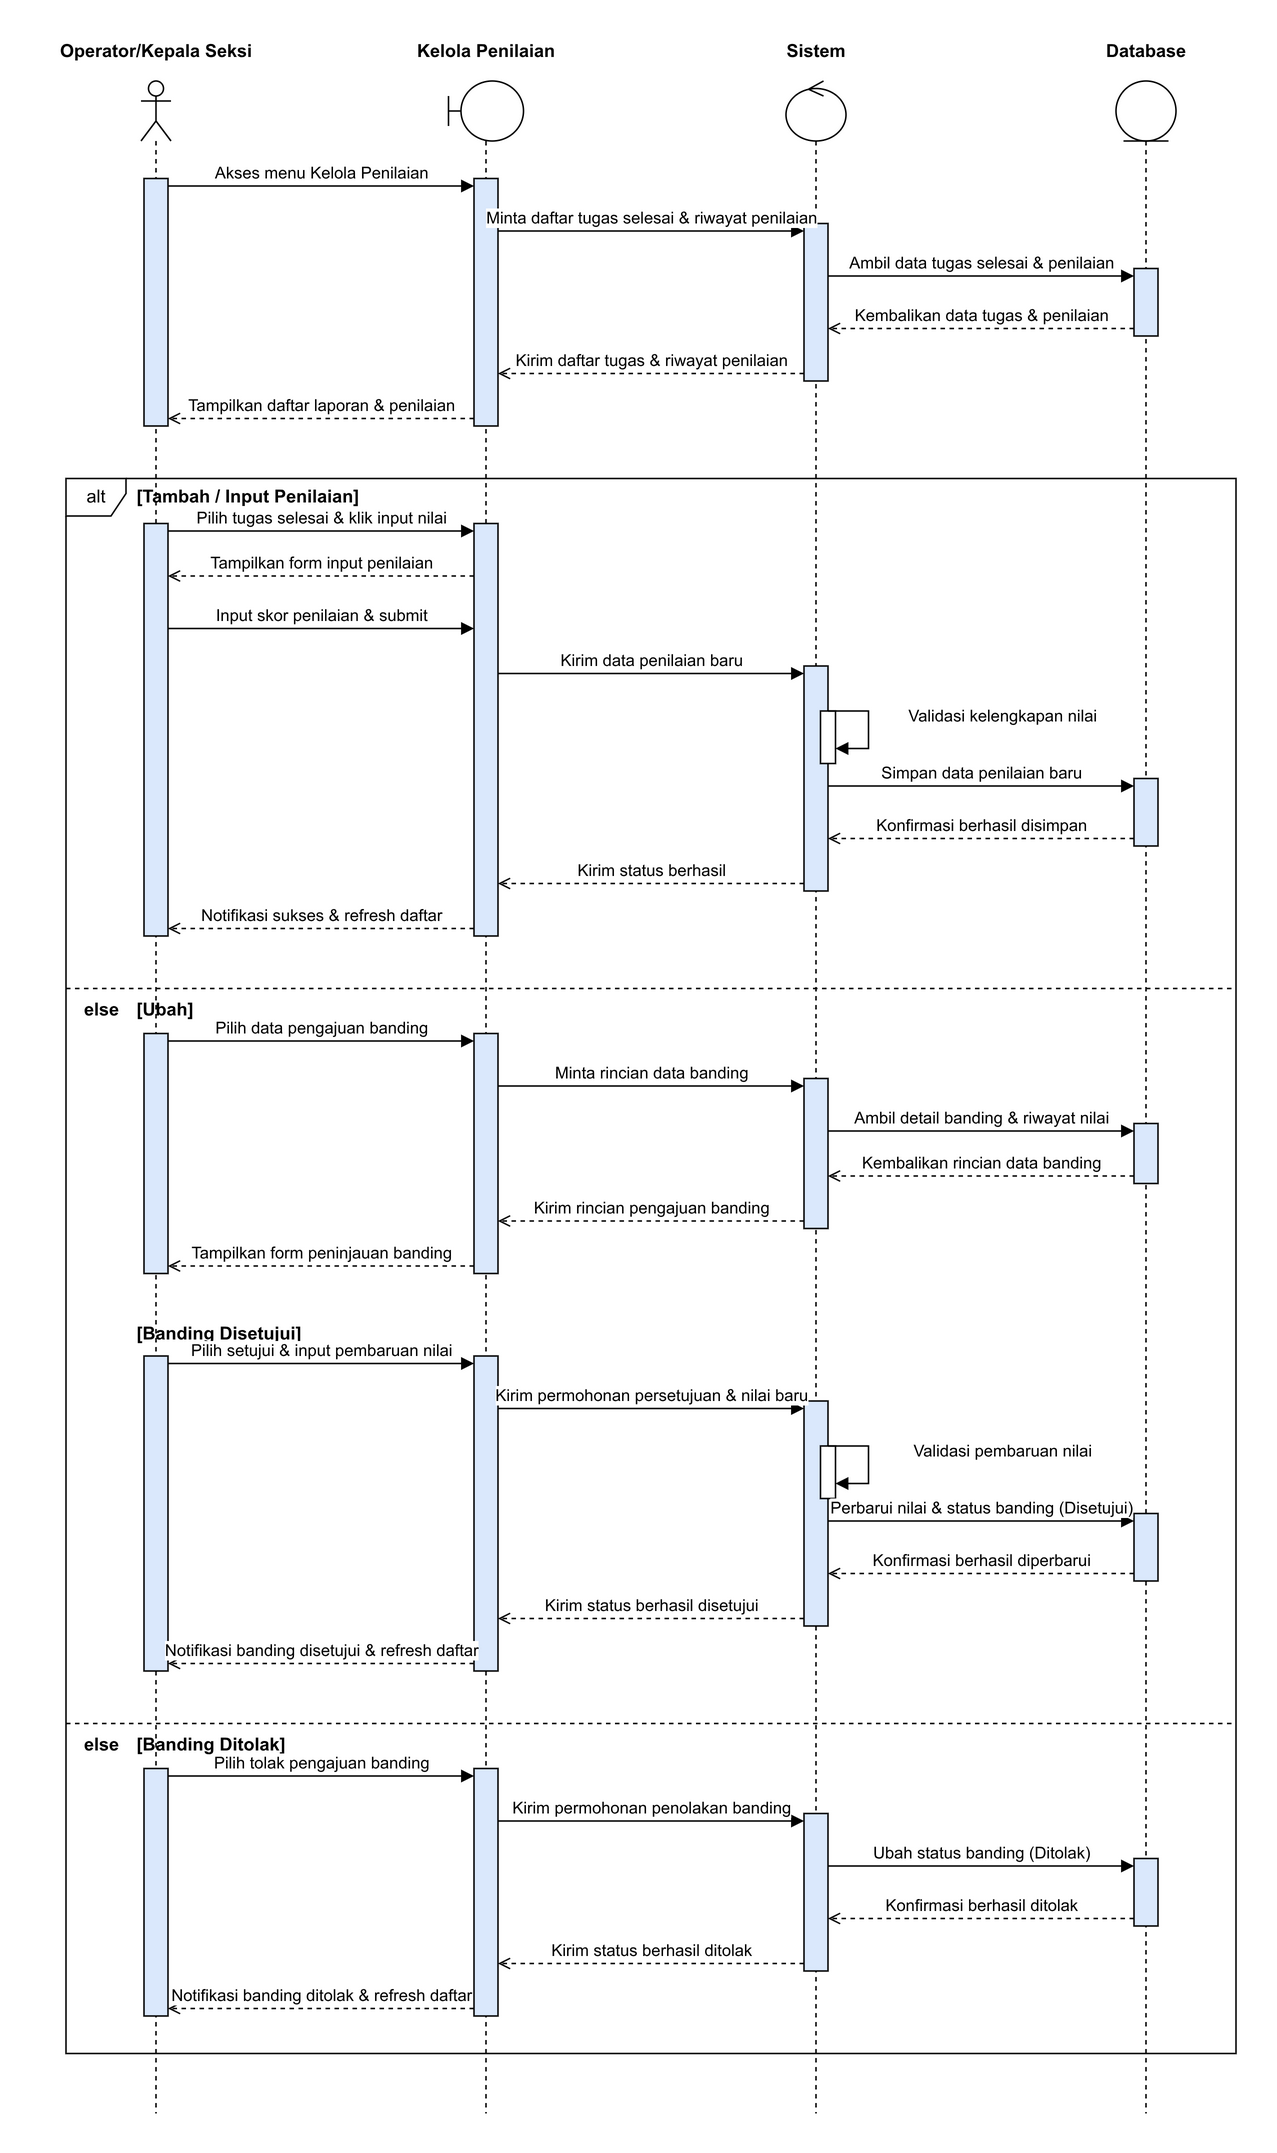 Operator/Kepala Seksi
Kelola Penilaian
Sistem
Database
Akses menu Kelola Penilaian
Minta daftar tugas selesai & riwayat penilaian
Ambil data tugas selesai & penilaian
Kembalikan data tugas & penilaian
Kirim daftar tugas & riwayat penilaian
Tampilkan daftar laporan & penilaian
alt
[Tambah / Input Penilaian]
Pilih tugas selesai & klik input nilai
Tampilkan form input penilaian
Input skor penilaian & submit
Kirim data penilaian baru
Validasi kelengkapan nilai
Simpan data penilaian baru
Konfirmasi berhasil disimpan
Kirim status berhasil
Notifikasi sukses & refresh daftar
else
[Ubah]
Pilih data pengajuan banding
Minta rincian data banding
Ambil detail banding & riwayat nilai
Kembalikan rincian data banding
Kirim rincian pengajuan banding
Tampilkan form peninjauan banding
[Banding Disetujui]
Pilih setujui & input pembaruan nilai
Kirim permohonan persetujuan & nilai baru
Validasi pembaruan nilai
Perbarui nilai & status banding (Disetujui)
Konfirmasi berhasil diperbarui
Kirim status berhasil disetujui
Notifikasi banding disetujui & refresh daftar
else
[Banding Ditolak]
Pilih tolak pengajuan banding
Kirim permohonan penolakan banding
Ubah status banding (Ditolak)
Konfirmasi berhasil ditolak
Kirim status berhasil ditolak
Notifikasi banding ditolak & refresh daftar